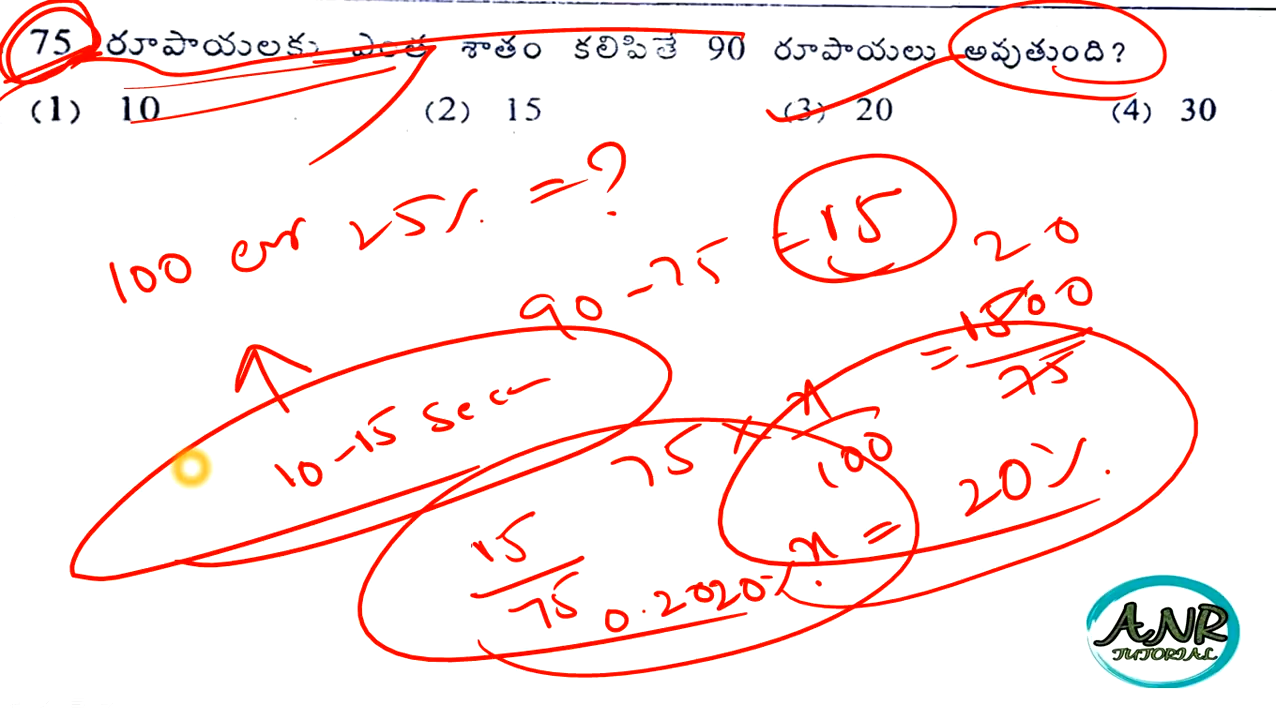 75 రూపాయలకు ఎంత శాతం కలిపితే 90 రూపాయలు అవుతుంది?
(1) 10 (2) 15 (3) 20 (4) 30
100 లో 25% = ?
90 - 75 = 15
20
= 1500
75
10-15 sec
75 × x
100
x = 20%.
15
75
0.20 20%
ANR
TUTORIAL